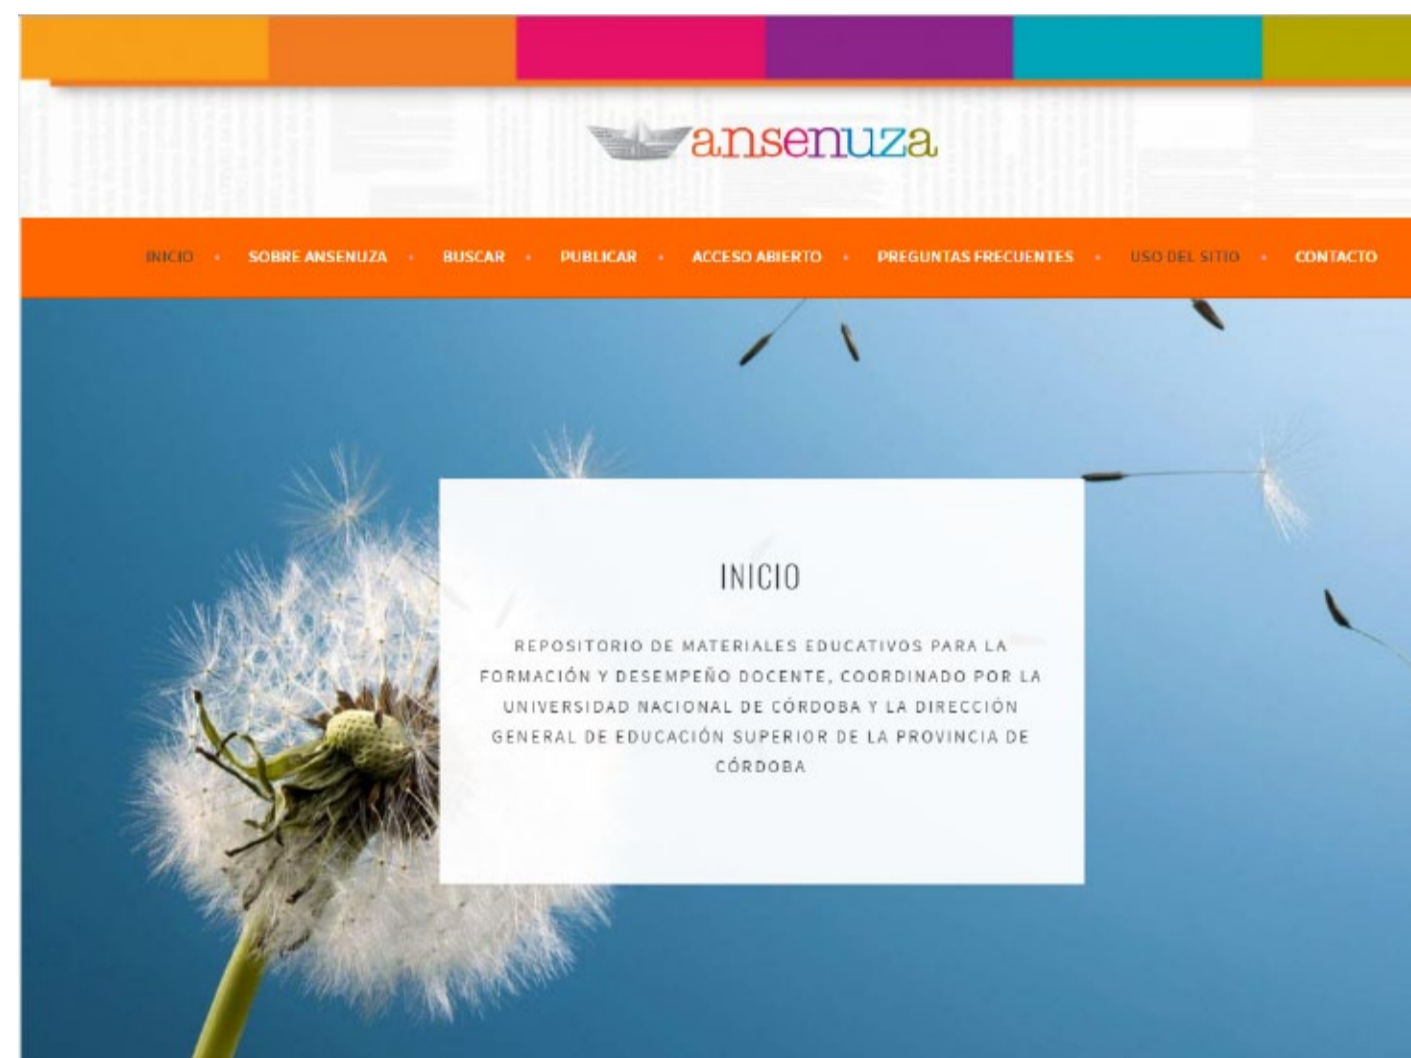 ansenuza
INICIO • SOBRE ANSENUZA • BUSCAR • PUBLICAR • ACCESO ABIERTO • PREGUNTAS FRECUENTES • USO DEL SITIO • CONTACTO
INICIO
REPOSITORIO DE MATERIALES EDUCATIVOS PARA LA
FORMACIÓN Y DESEMPEÑO DOCENTE, COORDINADO POR LA
UNIVERSIDAD NACIONAL DE CÓRDOBA Y LA DIRECCIÓN
GENERAL DE EDUCACIÓN SUPERIOR DE LA PROVINCIA DE
CÓRDOBA